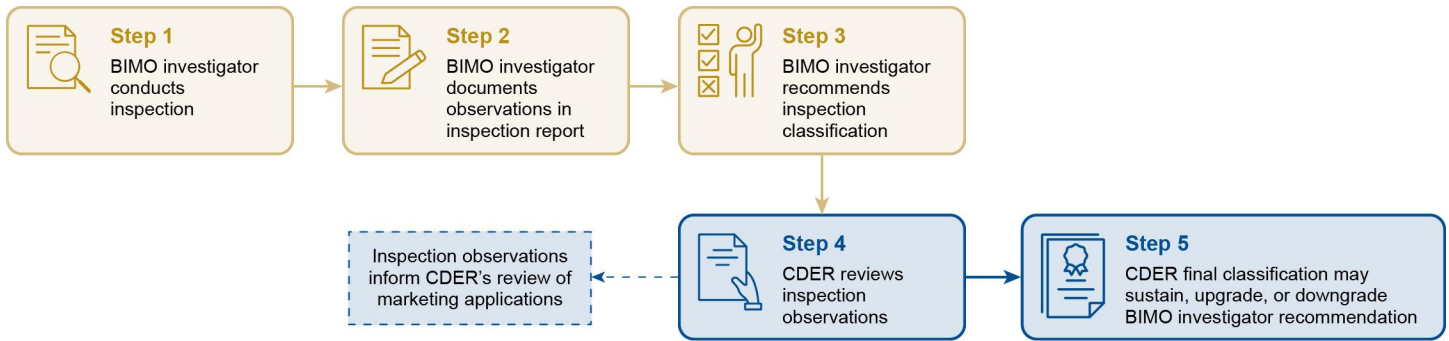 Step 1
BIMO investigator
conducts
inspection
Step 2
BIMO investigator
documents
observations in
inspection report
Step 3
BIMO investigator
recommends
inspection
classification
Step 4
CDER reviews
inspection
observations
Inspection observations
inform CDER’s review of
marketing applications
Step 5
CDER final classification may
sustain, upgrade, or downgrade
BIMO investigator recommendation